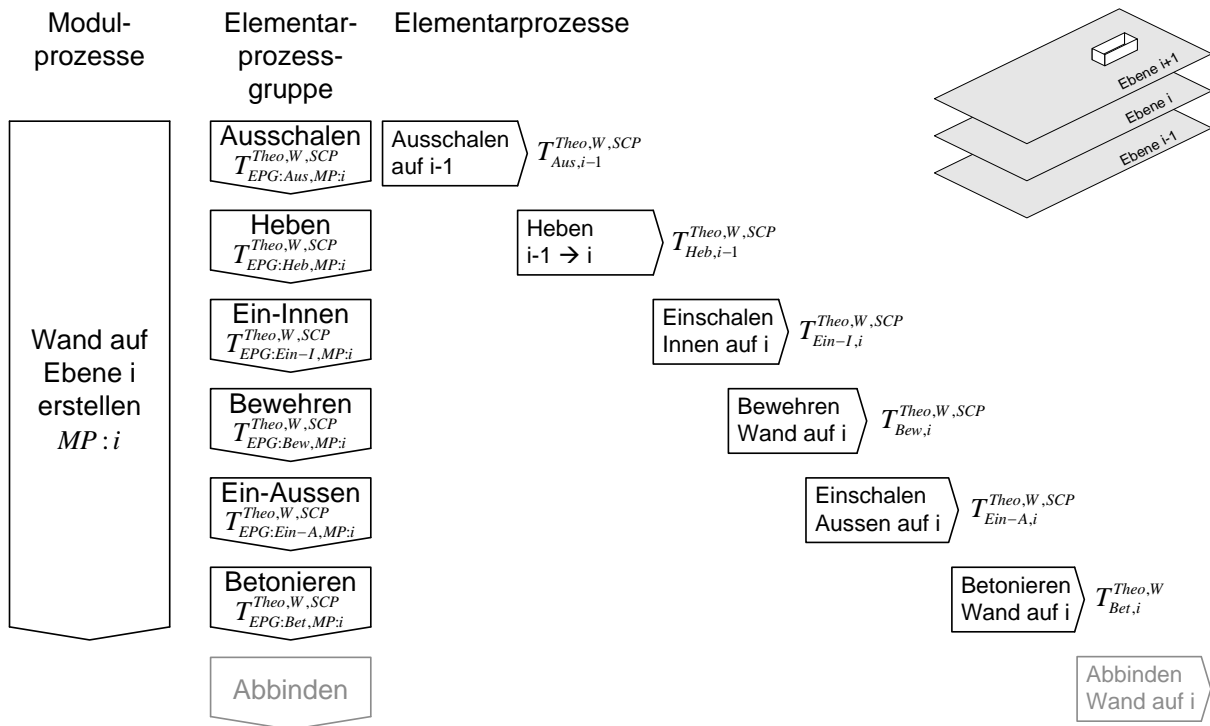 Modul-
prozesse
Elementar-
prozess-
gruppe
Elementarprozesse
Ebene i+1
Ebene i
Ebene i-1
Wand auf
Ebene i
erstellen
MP : i
Ausschalen
T^{Theo,W,SCP}_{EPG:Aus,MP:i}
Ausschalen
auf i-1
T^{Theo,W,SCP}_{Aus,i−1}
Heben
T^{Theo,W,SCP}_{EPG:Heb,MP:i}
Heben
i-1 → i
T^{Theo,W,SCP}_{Heb,i−1}
Ein-Innen
T^{Theo,W,SCP}_{EPG:Ein−I,MP:i}
Einschalen
Innen auf i
T^{Theo,W,SCP}_{Ein−I,i}
Bewehren
T^{Theo,W,SCP}_{EPG:Bew,MP:i}
Bewehren
Wand auf i
T^{Theo,W,SCP}_{Bew,i}
Ein-Aussen
T^{Theo,W,SCP}_{EPG:Ein−A,MP:i}
Einschalen
Aussen auf i
T^{Theo,W,SCP}_{Ein−A,i}
Betonieren
T^{Theo,W,SCP}_{EPG:Bet,MP:i}
Betonieren
Wand auf i
T^{Theo,W}_{Bet,i}
Abbinden
Abbinden
Wand auf i